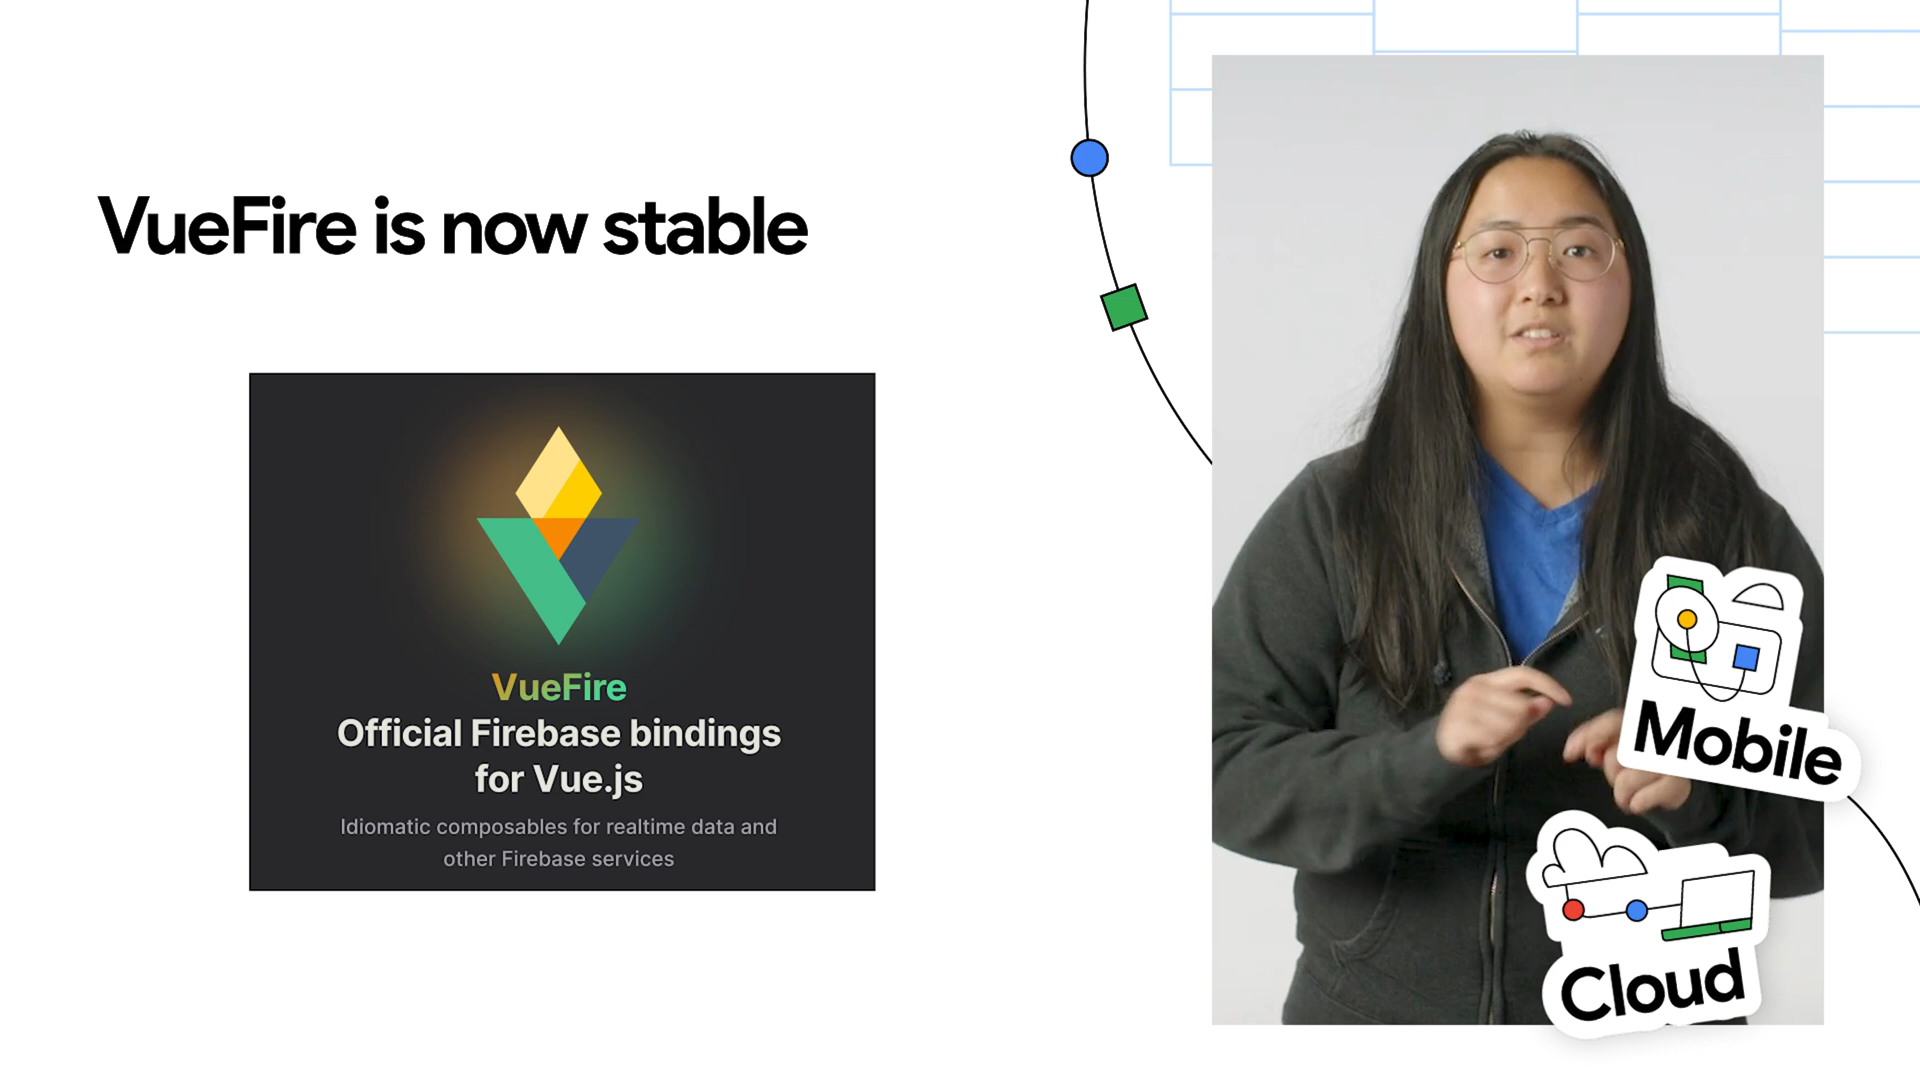 VueFire is now stable
VueFire
Official Firebase bindings
for Vue.js
Idiomatic composables for realtime data and
other Firebase services
Mobile
Cloud